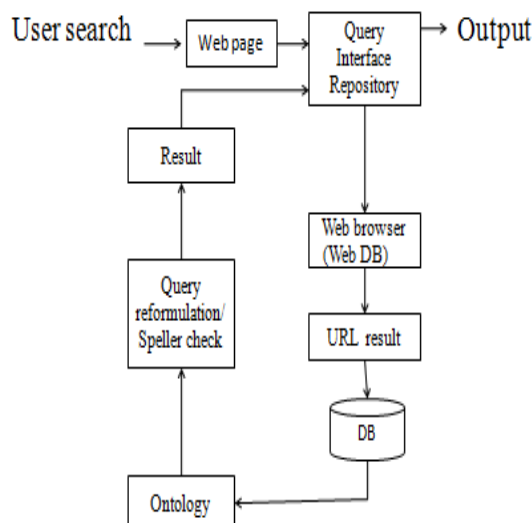 User search
Web page
Query
Interface
Repository
Output
Result
Web browser
(Web DB)
Query
reformulation/
Speller check
URL result
DB
Ontology